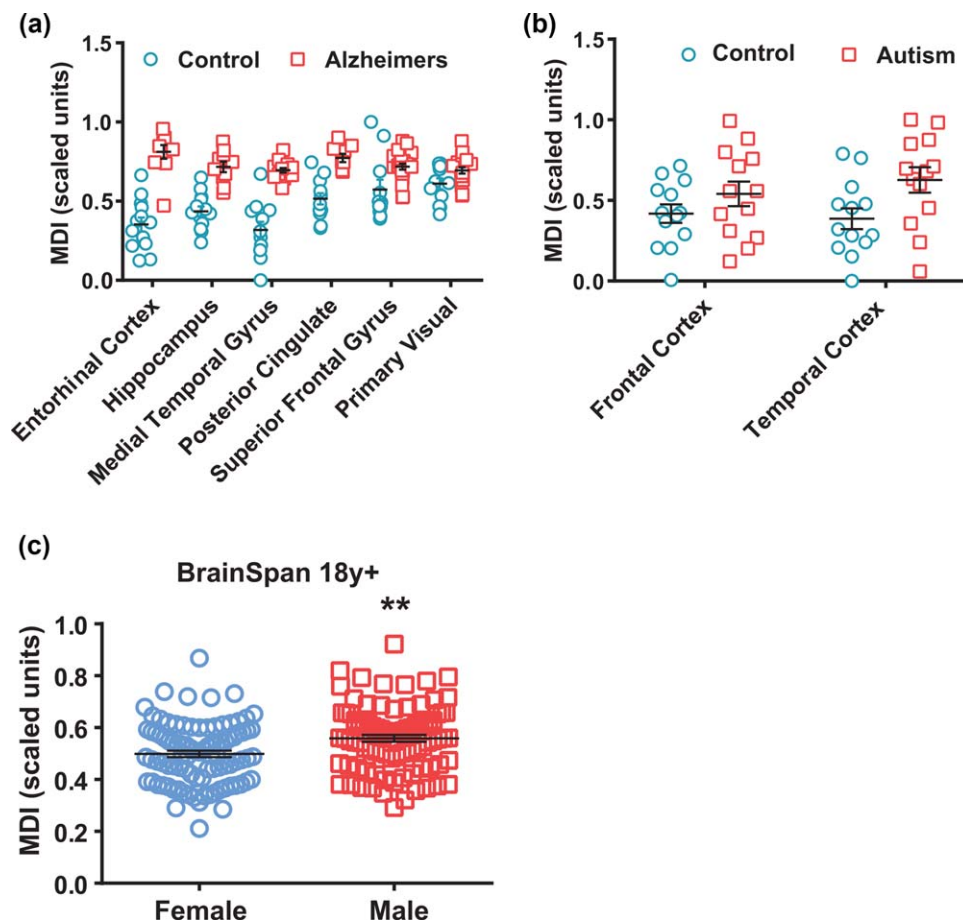 (a)
Control Alzheimers
MDI (scaled units)
1.5
1.0
0.5
0.0
Entorhinal Cortex
Hippocampus
Medial Temporal Gyrus
Posterior Cingulate
Superior Frontal Gyrus
Primary Visual
(b)
Control Autism
MDI (scaled units)
1.5
1.0
0.5
0.0
Frontal Cortex
Temporal Cortex
(c)
BrainSpan 18y+
**
MDI (scaled units)
1.0
0.8
0.6
0.4
0.2
0.0
Female Male